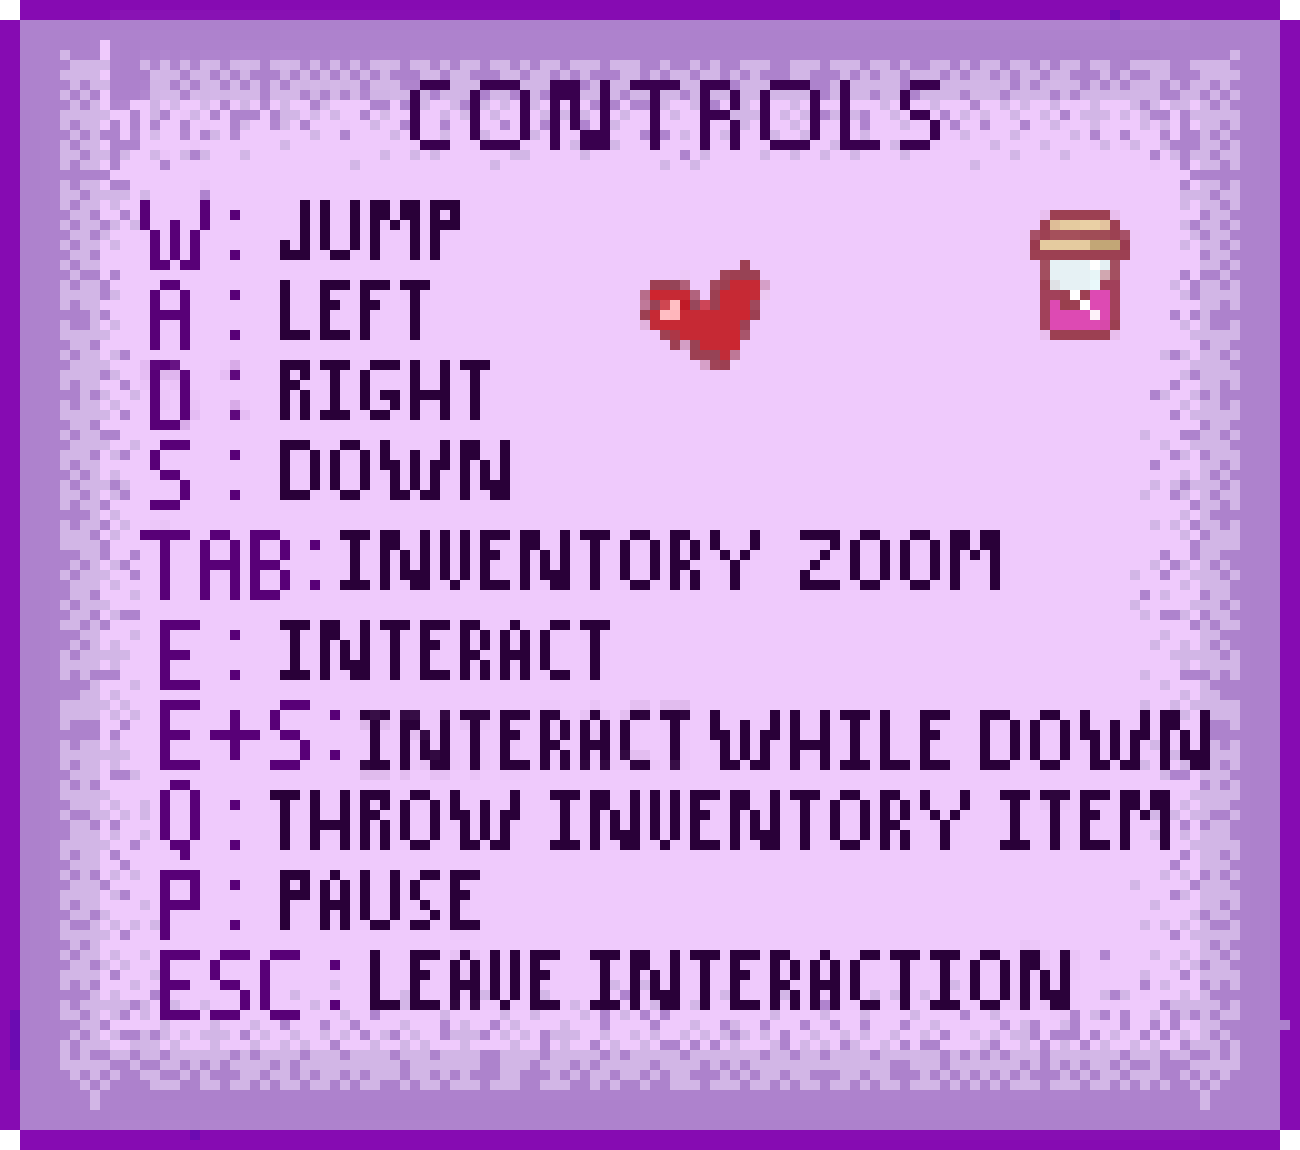 CONTROLS
W: JUMP
A: LEFT
D: RIGHT
S: DOWN
TAB: INVENTORY ZOOM
E: INTERACT
E+S: INTERACT WHILE DOWN
Q: THROW INVENTORY ITEM
P: PAUSE
ESC: LEAVE INTERACTION